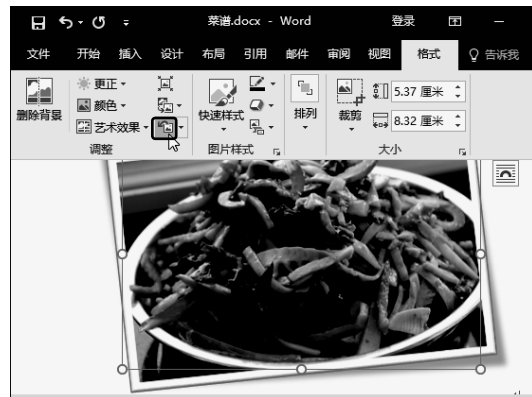 菜谱.docx - Word 登录
文件 开始 插入 设计 布局 引用 邮件 审阅 视图 格式 告诉我
删除背景 更正 颜色 艺术效果 快速样式 排列 裁剪 5.37 厘米 8.32 厘米
调整 图片样式 大小